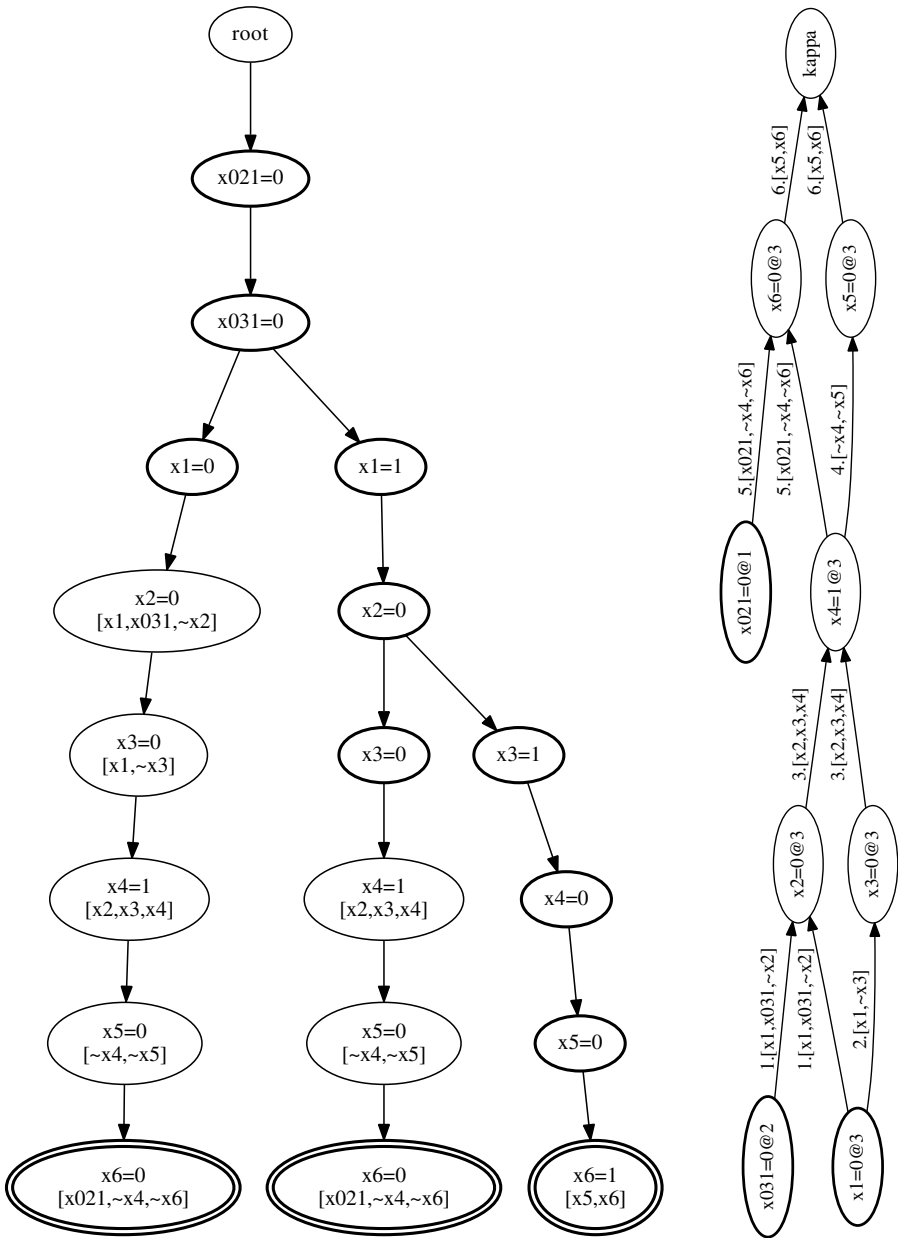 root
x021=0
x031=0
x1=0
x1=1
x2=0
[x1,x031,~x2]
x2=0
x3=0
[x1,~x3]
x3=0
x3=1
x4=1
[x2,x3,x4]
x4=1
[x2,x3,x4]
x4=0
x5=0
[~x4,~x5]
x5=0
[~x4,~x5]
x5=0
x6=0
[x021,~x4,~x6]
x6=0
[x021,~x4,~x6]
x6=1
[x5,x6]
kappa
6.[x5,x6]
6.[x5,x6]
x6=0@3
x5=0@3
5.[x021,~x4,~x6]
5.[x021,~x4,~x6]
4.[~x4,~x5]
x021=0@1
x4=1@3
3.[x2,x3,x4]
3.[x2,x3,x4]
x2=0@3
x3=0@3
1.[x1,x031,~x2]
1.[x1,x031,~x2]
2.[x1,~x3]
x031=0@2
x1=0@3